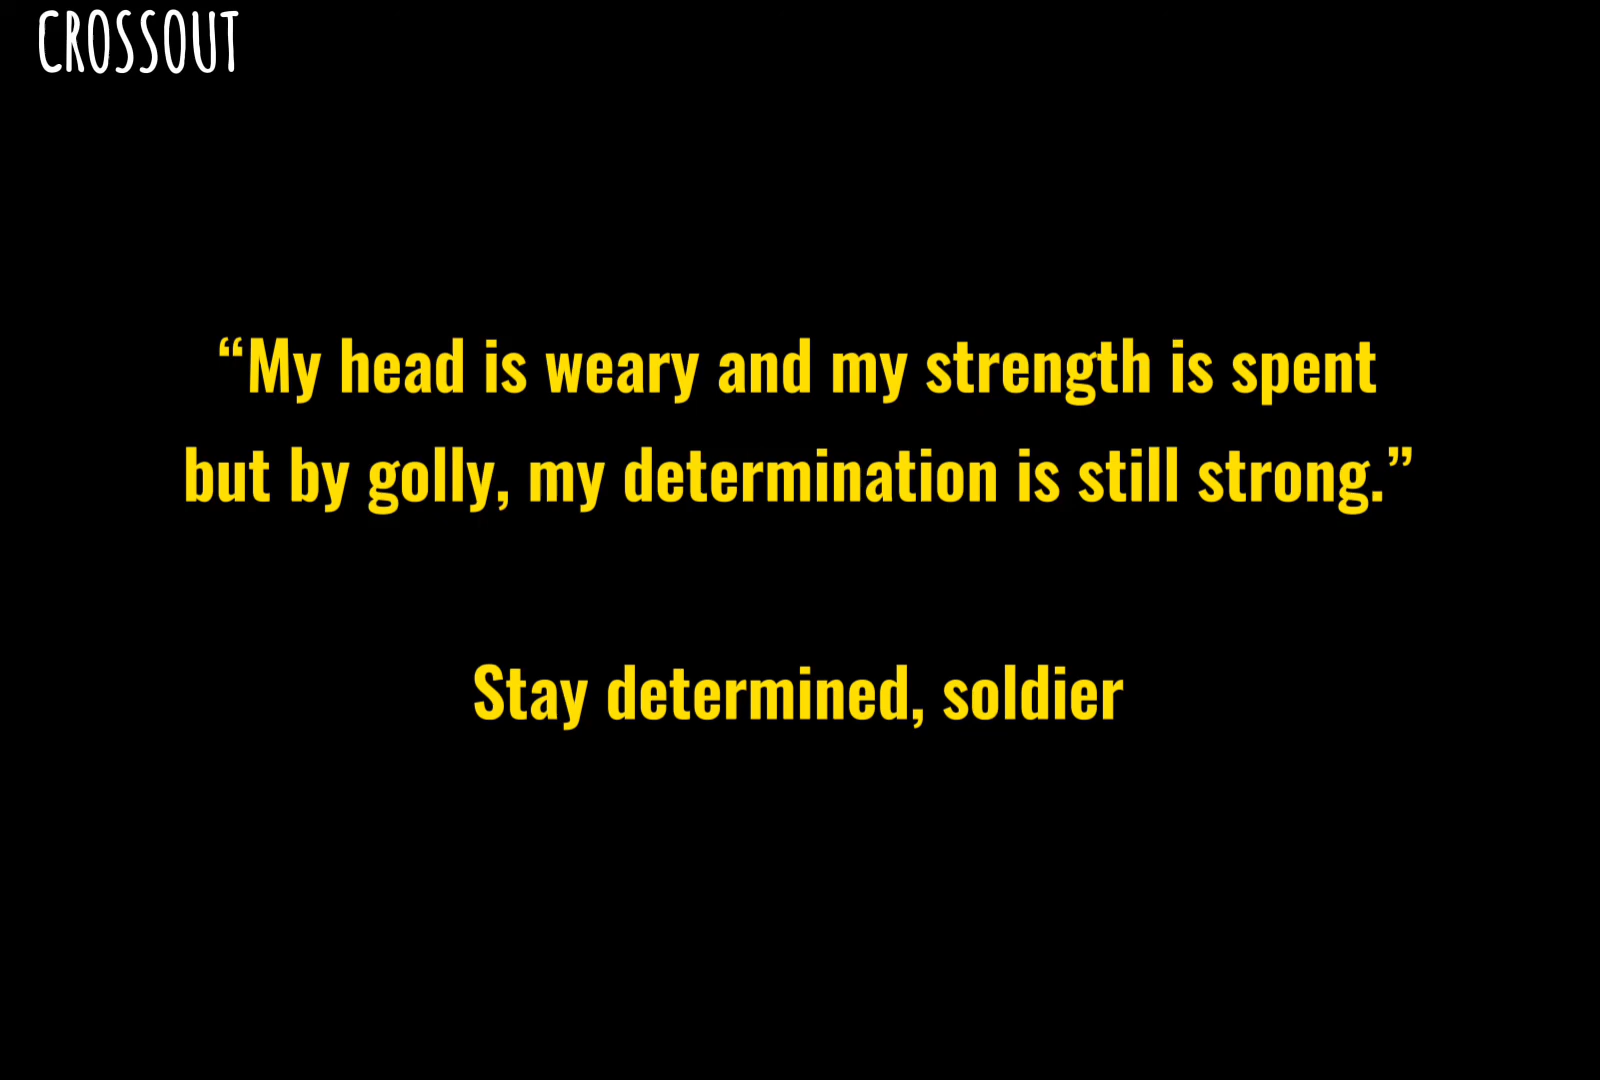 CROSSOUT
“My head is weary and my strength is spent
but by golly, my determination is still strong.”
Stay determined, soldier